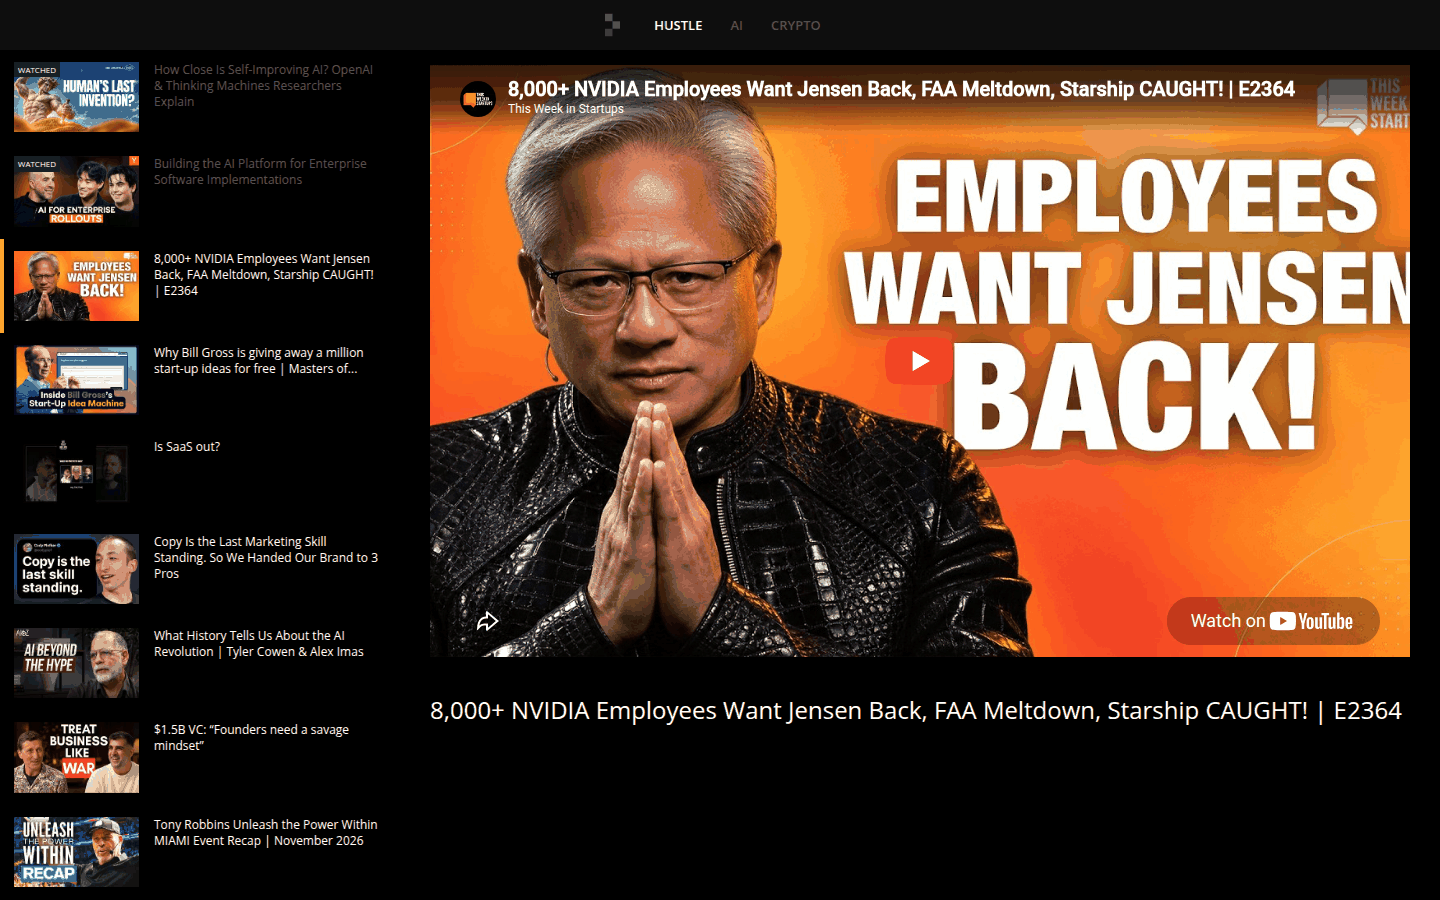 HUSTLE
AI
CRYPTO
WATCHED
HUMAN'S LAST
INVENTION?
How Close Is Self-Improving AI? OpenAI
& Thinking Machines Researchers
Explain
WATCHED
Y
AI FOR ENTERPRISE
ROLLOUTS
Building the AI Platform for Enterprise
Software Implementations
EMPLOYEES
WANT JENSEN
BACK!
8,000+ NVIDIA Employees Want Jensen
Back, FAA Meltdown, Starship CAUGHT!
| E2364
Inside Bill Gross's
Start-Up Idea Machine
Why Bill Gross is giving away a million
start-up ideas for free | Masters of...
Is SaaS out?
Copy is the
last skill
standing.
Copy Is the Last Marketing Skill
Standing. So We Handed Our Brand to 3
Pros
AI BEYOND
THE HYPE
What History Tells Us About the AI
Revolution | Tyler Cowen & Alex Imas
TREAT
BUSINESS
LIKE
WAR
$1.5B VC: “Founders need a savage
mindset”
UNLEASH
THE POWER
WITHIN
RECAP
Tony Robbins Unleash the Power Within
MIAMI Event Recap | November 2026
8,000+ NVIDIA Employees Want Jensen Back, FAA Meltdown, Starship CAUGHT! | E2364
This Week in Startups
THIS
WEEK
START
EMPLOYEES
WANT JENSEN
BACK!
Watch on YouTube
8,000+ NVIDIA Employees Want Jensen Back, FAA Meltdown, Starship CAUGHT! | E2364